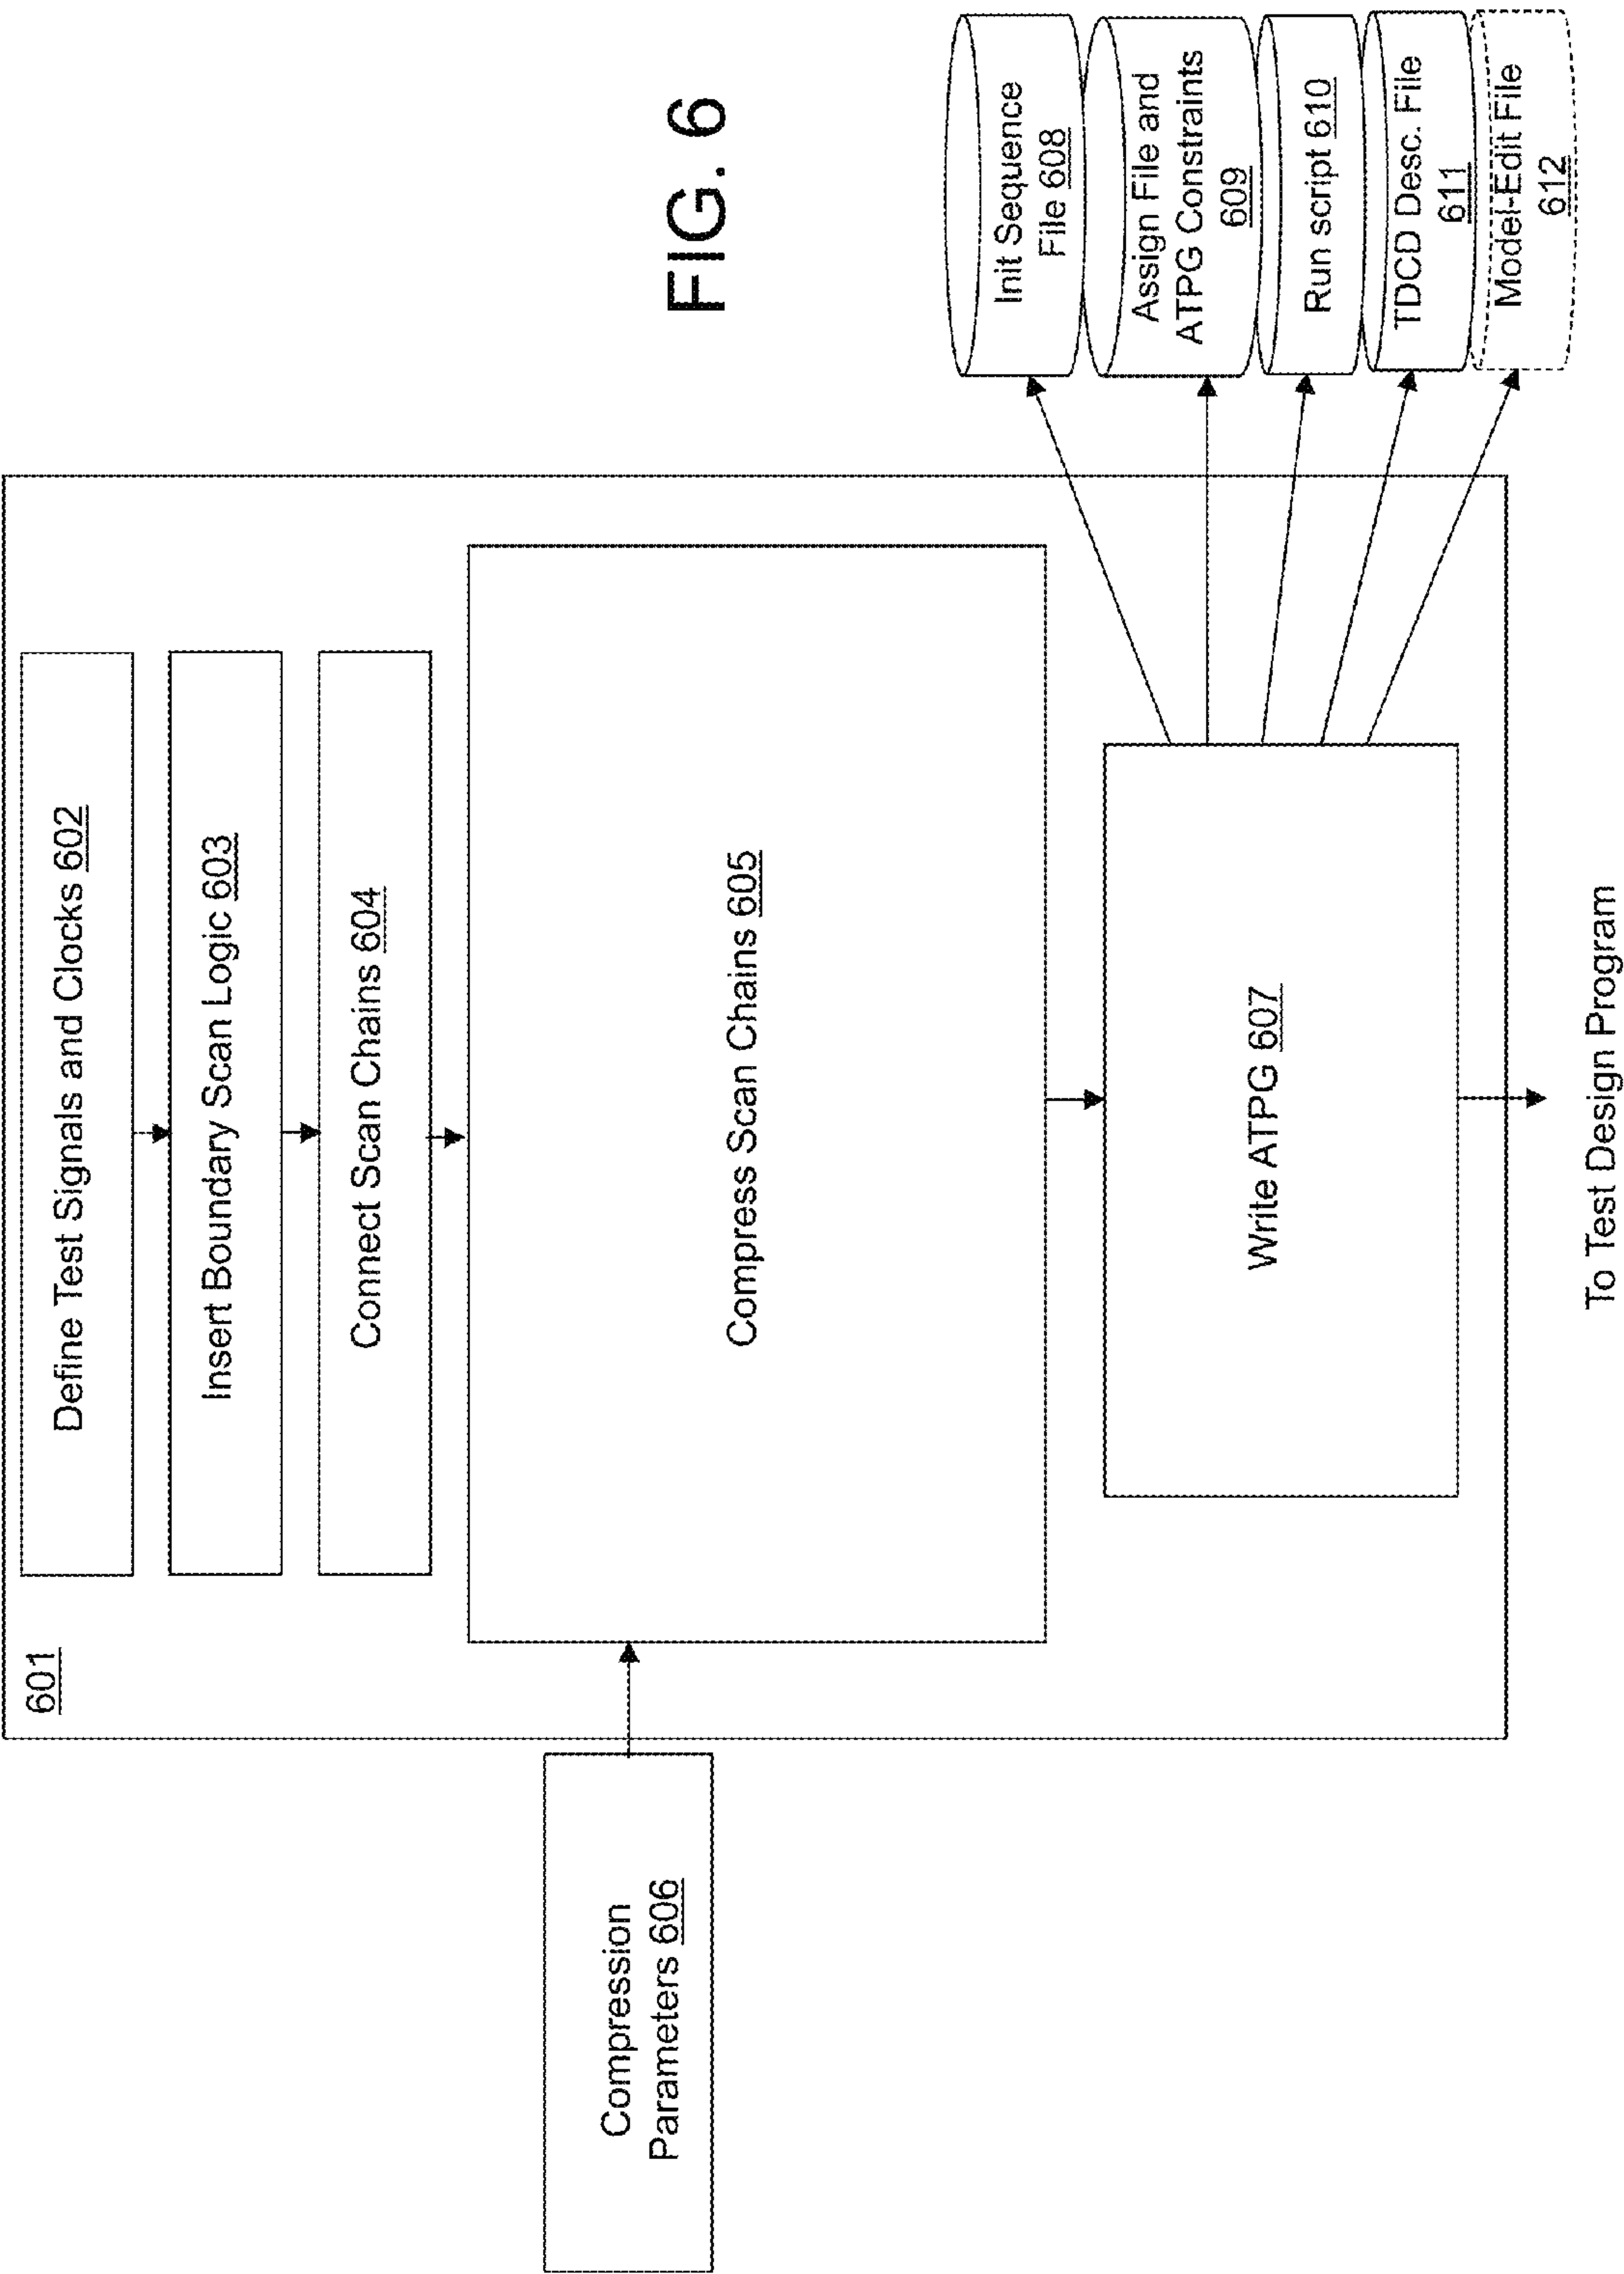 601
Define Test Signals and Clocks 602
Insert Boundary Scan Logic 603
Connect Scan Chains 604
Compression
Parameters 606
Compress Scan Chains 605
FIG. 6
Write ATPG 607
Init Sequence
File 608
Assign File and
ATPG Constraints
609
Run script 610
TDCD Desc. File
611
Model-Edit File
612
To Test Design Program